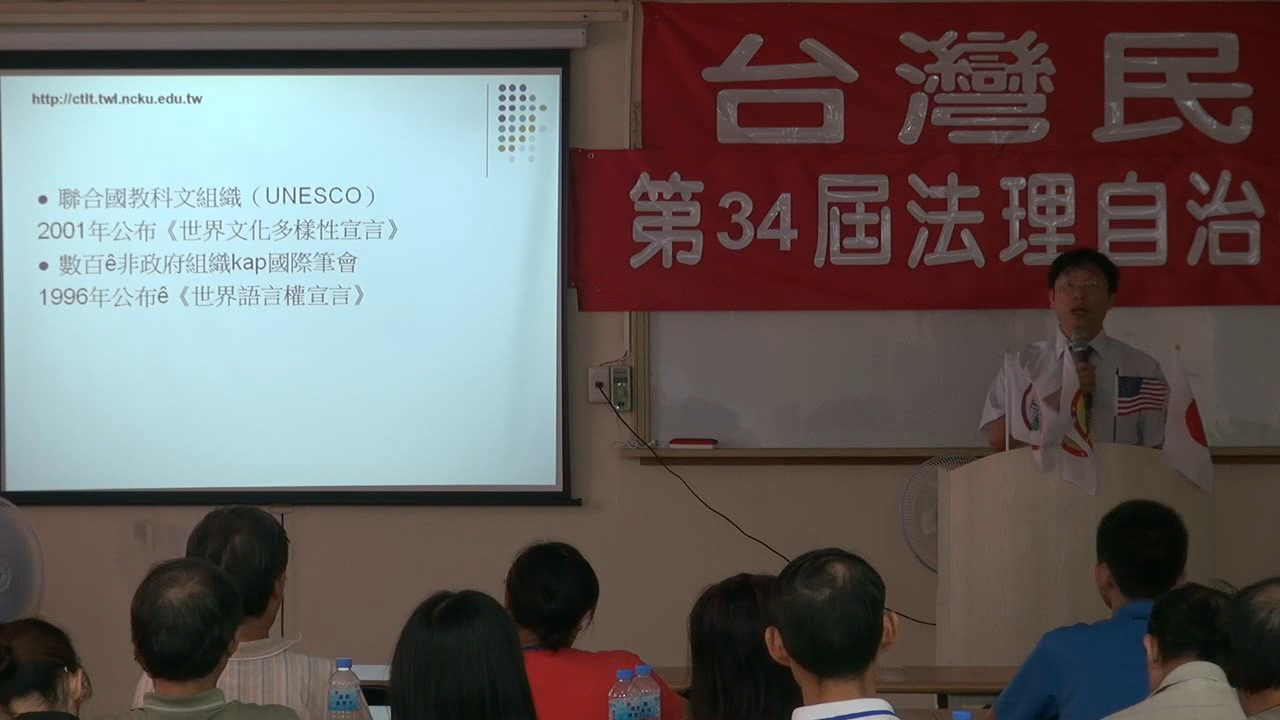 http://ctlt.twl.ncku.edu.tw
● 聯合國教科文組織（UNESCO）
2001年公布《世界文化多樣性宣言》
● 數百ê非政府組織kap國際筆會
1996年公布ê《世界語言權宣言》
台灣民
第34屆法理自治